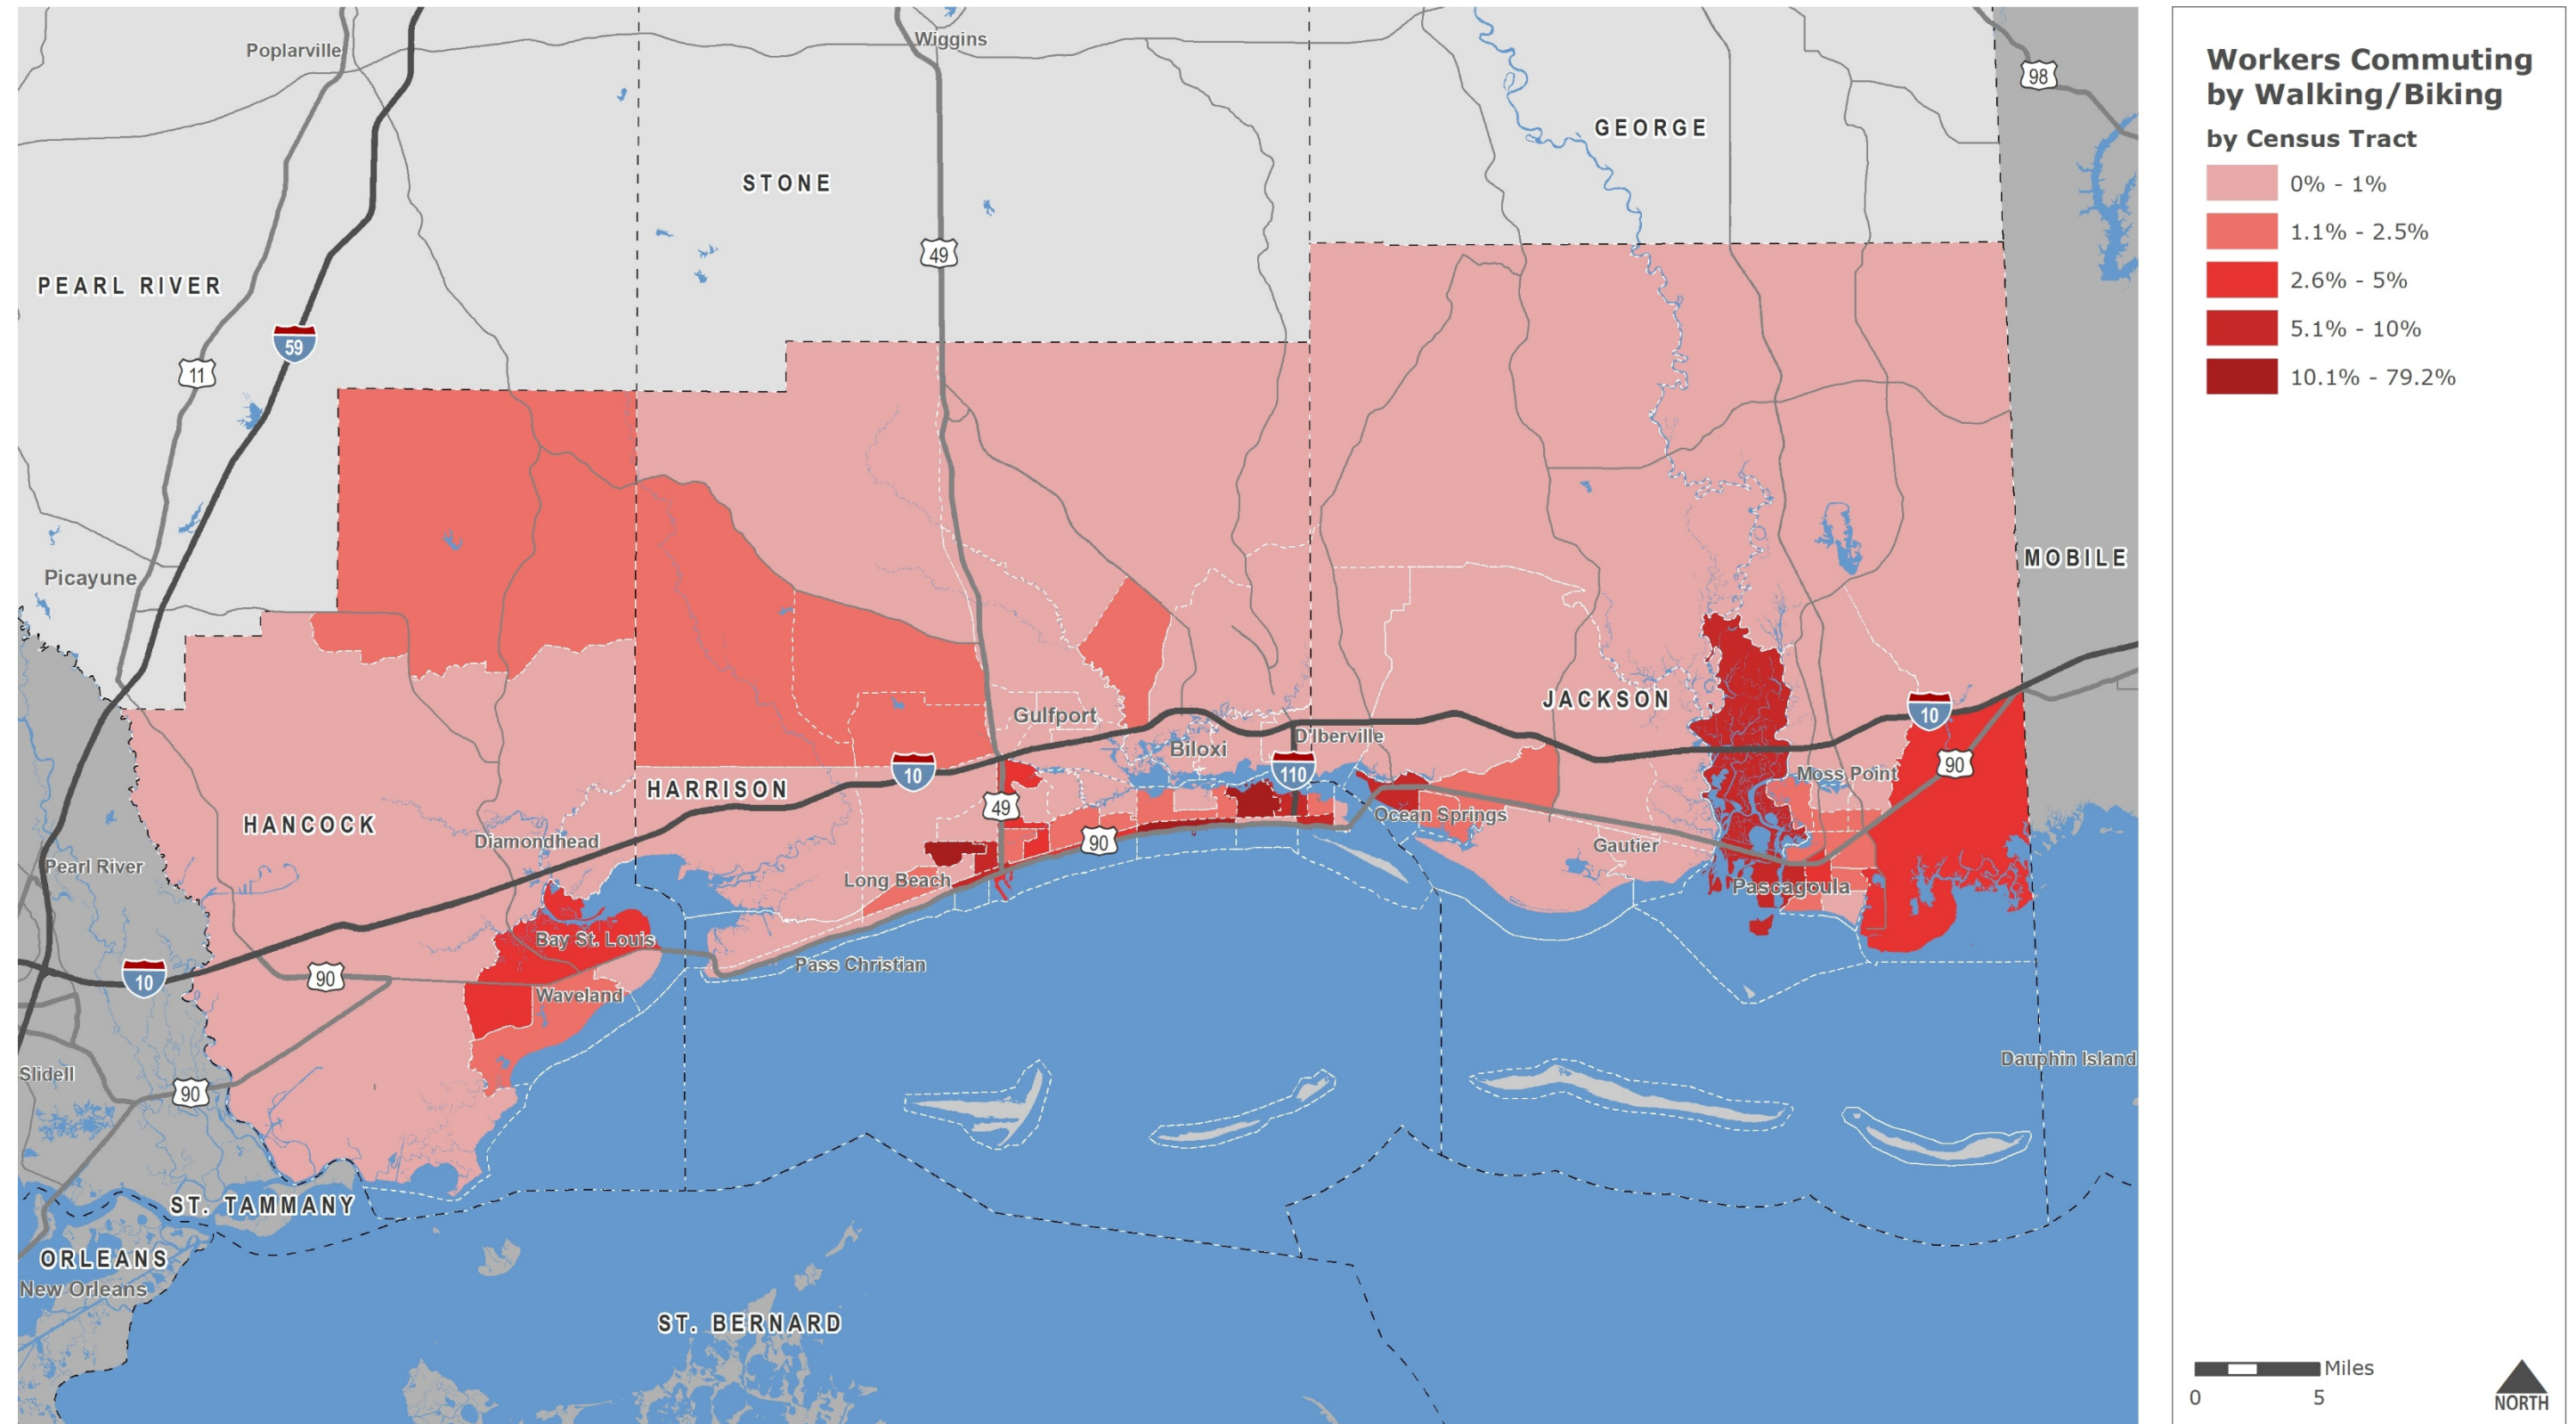 Poplarville
Wiggins
98
GEORGE
STONE
49
PEARL RIVER
59
11
Picayune
MOBILE
JACKSON
Gulfport
10
D'Iberville
Biloxi
90
10
110
Moss Point
HARRISON
49
HANCOCK
Ocean Springs
Diamondhead
90
Gautier
Pearl River
Long Beach
Pascagoula
Bay St. Louis
Pass Christian
10
90
Waveland
Dauphin Island
Slidell
90
ST. TAMMANY
ORLEANS
New Orleans
ST. BERNARD
Workers Commuting
by Walking/Biking
by Census Tract
0% - 1%
1.1% - 2.5%
2.6% - 5%
5.1% - 10%
10.1% - 79.2%
Miles
0 5
NORTH